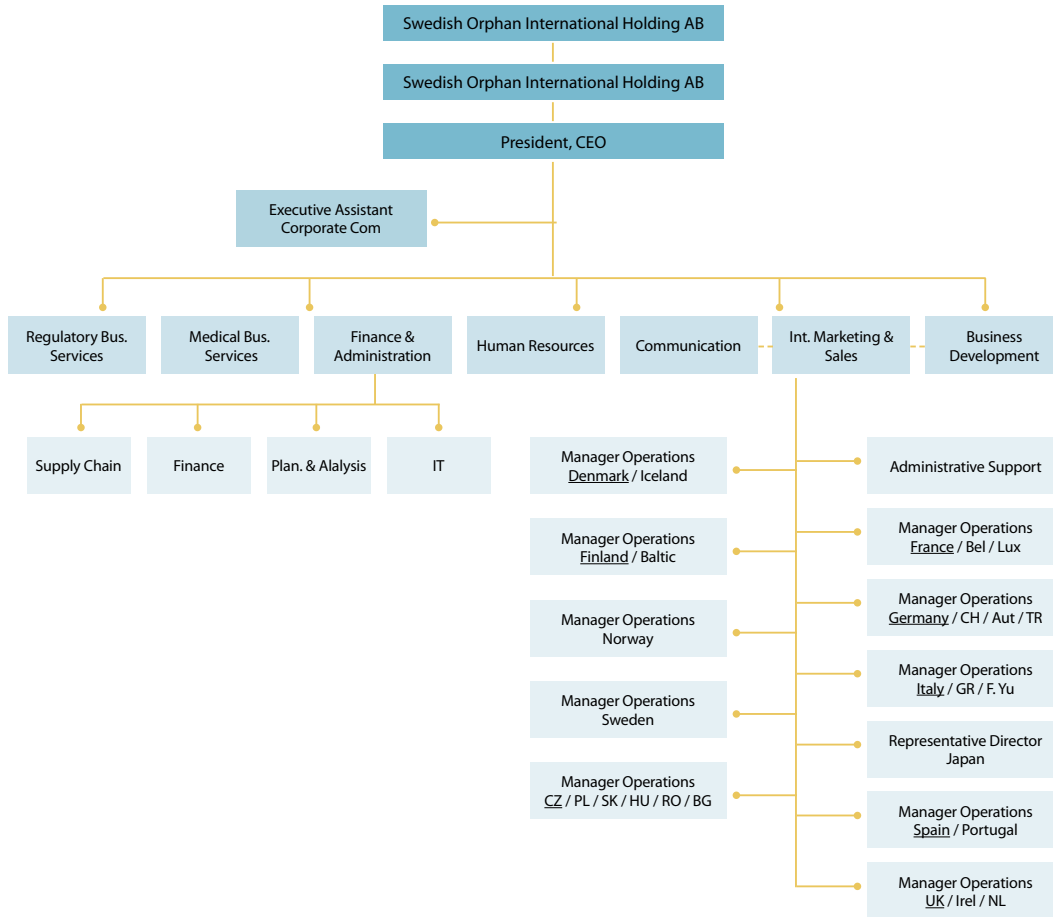 Swedish Orphan International Holding AB
Swedish Orphan International Holding AB
President, CEO
Executive Assistant
Corporate Com
Regulatory Bus.
Services
Medical Bus.
Services
Finance &
Administration
Human Resources
Communication
Int. Marketing &
Sales
Business
Development
Supply Chain
Finance
Plan. & Alalysis
IT
Manager Operations
Denmark / Iceland
Manager Operations
Finland / Baltic
Manager Operations
Norway
Manager Operations
Sweden
Manager Operations
CZ / PL / SK / HU / RO / BG
Administrative Support
Manager Operations
France / Bel / Lux
Manager Operations
Germany / CH / Aut / TR
Manager Operations
Italy / GR / F. Yu
Representative Director
Japan
Manager Operations
Spain / Portugal
Manager Operations
UK / Irel / NL